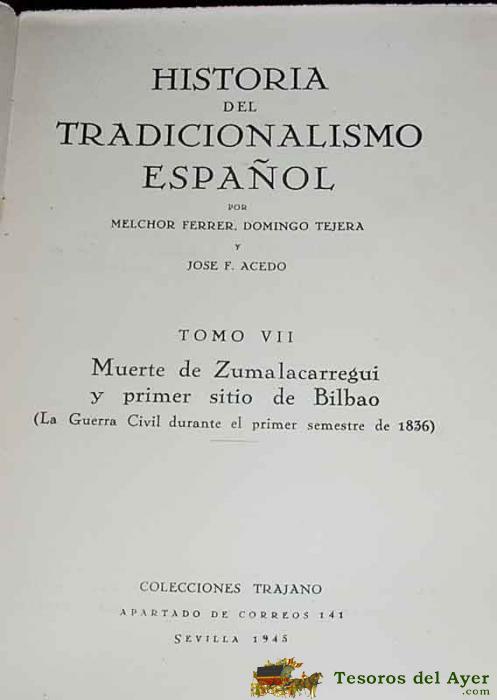 HISTORIA
DEL
TRADICIONALISMO
ESPAÑOL
POR
MELCHOR FERRER, DOMINGO TEJERA
Y
JOSE F. ACEDO
TOMO VII
Muerte de Zumalacarregui
y primer sitio de Bilbao
(La Guerra Civil durante el primer semestre de 1836)
COLECCIONES TRAJANO
APARTADO DE CORREOS 141
SEVILLA 1945
Tesoros del Ayer
.com